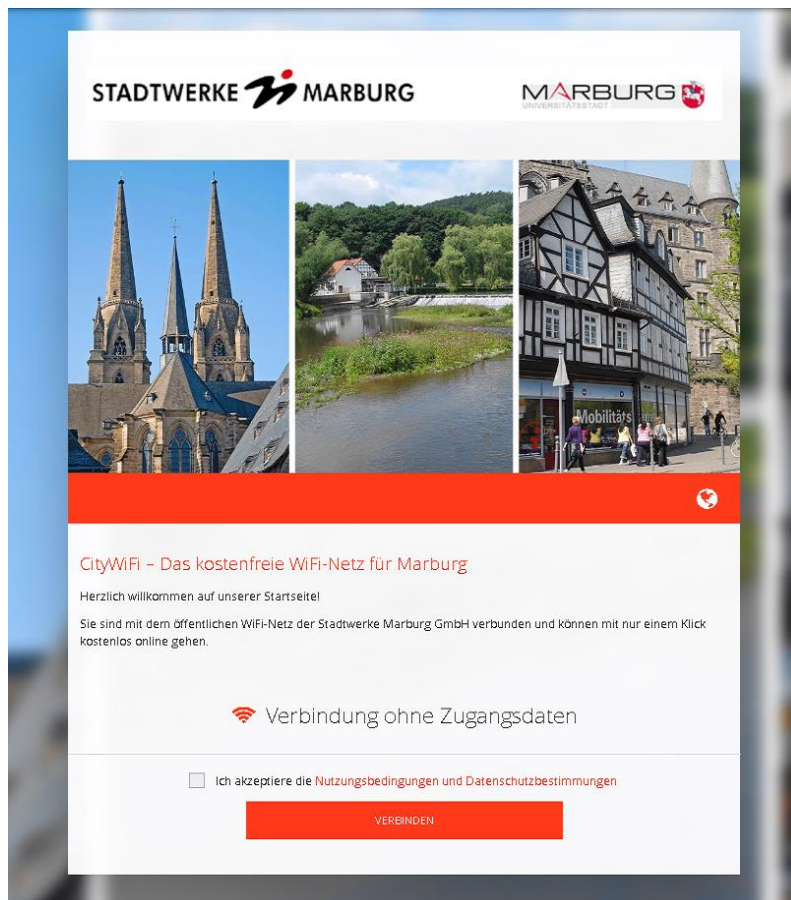 STADTWERKE MARBURG
MARBURG
UNIVERSITÄTSSTADT
Mobilitäts
CityWiFi – Das kostenfreie WiFi-Netz für Marburg
Herzlich willkommen auf unserer Startseite!
Sie sind mit dem öffentlichen WiFi-Netz der Stadtwerke Marburg GmbH verbunden und können mit nur einem Klick
kostenlos online gehen.
Verbindung ohne Zugangsdaten
Ich akzeptiere die Nutzungsbedingungen und Datenschutzbestimmungen
VERBINDEN